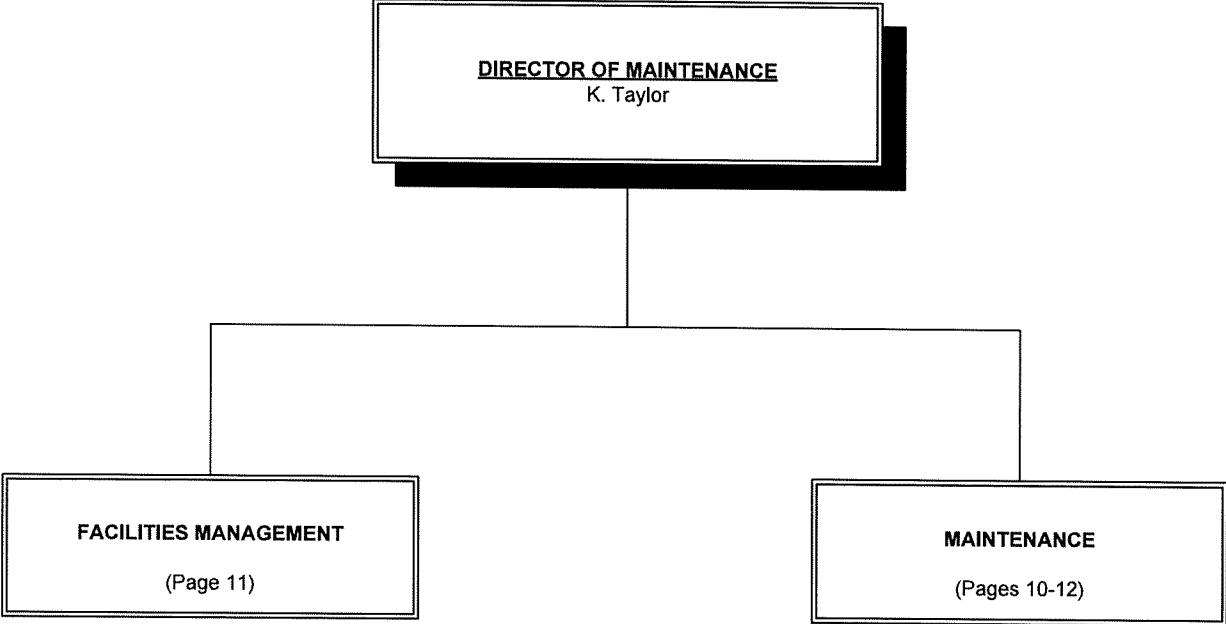 DIRECTOR OF MAINTENANCE
K. Taylor
FACILITIES MANAGEMENT
(Page 11)
MAINTENANCE
(Pages 10-12)